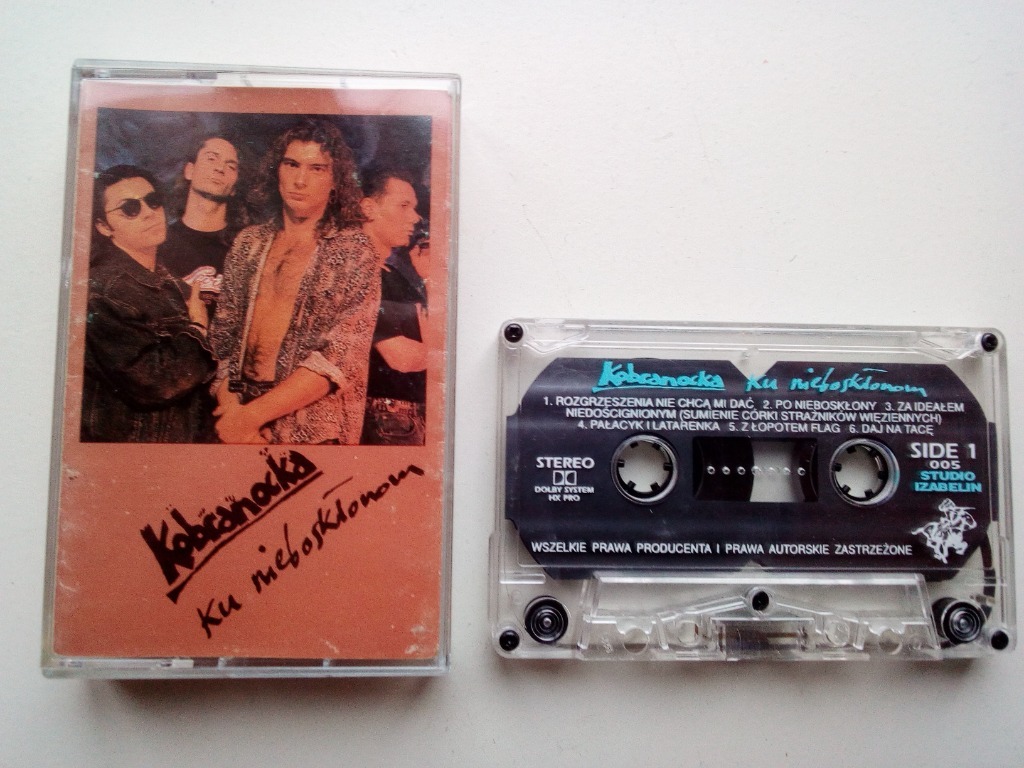 Kobranocka
Ku nieboskłonom
Kobranocka Ku nieboskłonom
1. ROZGRZESZENIA NIE CHCĄ MI DAĆ 2. PO NIEBOSKŁONY 3. ZA IDEAŁEM
NIEDOŚCIGNIONYM (SUMIENIE CÓRKI STRAŻNIKÓW WIĘZIENNYCH)
4. PAŁACYK I LATARENKA 5. Z ŁOPOTEM FLAG 6. DAJ NA TACĘ
STEREO
DOLBY SYSTEM
HX PRO
SIDE 1
005
STUDIO
IZABELIN
WSZELKIE PRAWA PRODUCENTA I PRAWA AUTORSKIE ZASTRZEŻONE